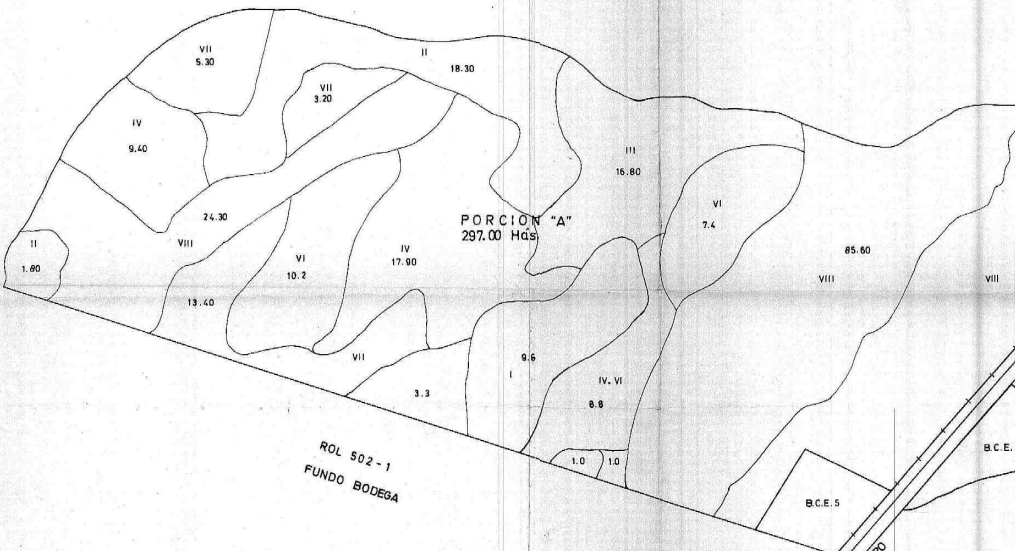 VII
5.30
II
18.30
VII
3.20
IV
9.40
III
16.80
VI
7.4
24.30
VIII
PORCION "A"
297.00 Hás
II
1.80
VI
10.2
IV
17.90
85.60
VIII
VIII
13.40
VII
9.6
I
3.3
IV-VI
8.8
1.0
1.0
ROL 502-1
FUNDO BODEGA
B.C.E. 5
B.C.E.